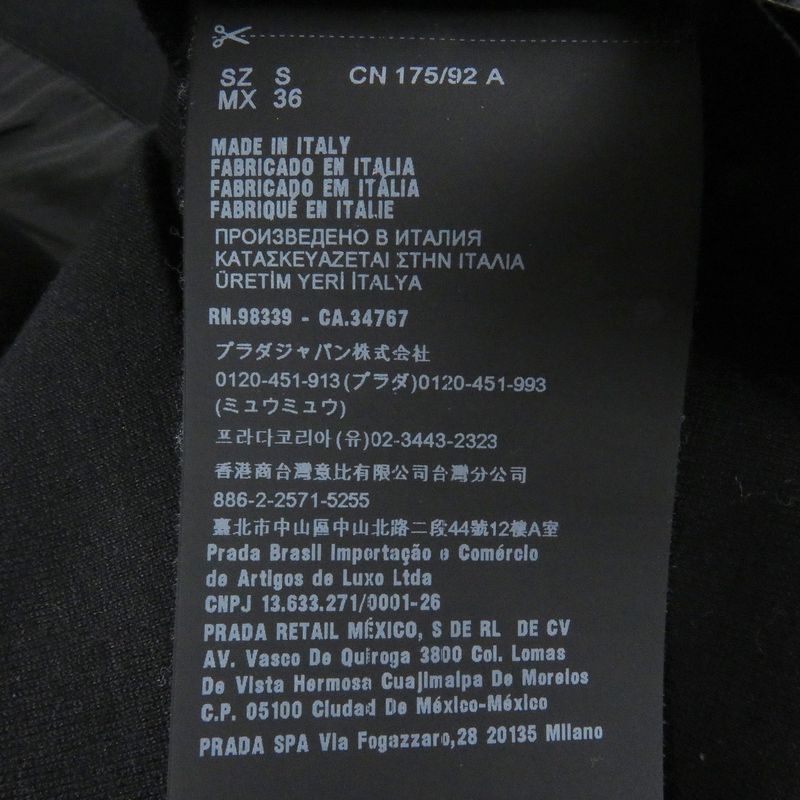 SZ S CN 175/92 A
MX 36
MADE IN ITALY
FABRICADO EN ITALIA
FABRICADO EM ITÁLIA
FABRIQUÉ EN ITALIE
ПРОИЗВЕДЕНО В ИТАЛИЯ
ΚΑΤΑΣΚΕΥΑΖΕΤΑΙ ΣΤΗΝ ΙΤΑΛΙΑ
ÜRETİM YERİ İTALYA
RN.98339 - CA.34767
プラダジャパン株式会社
0120-451-913(プラダ)0120-451-993
(ミュウミュウ)
프라다코리아(유)02-3443-2323
香港商台灣意比有限公司台灣分公司
886-2-2571-5255
臺北市中山區中山北路二段44號12樓A室
Prada Brasil Importação e Comércio
de Artigos de Luxo Ltda
CNPJ 13.633.271/0001-26
PRADA RETAIL MÉXICO, S DE RL DE CV
AV. Vasco De Quiroga 3800 Col. Lomas
De Vista Hermosa Cuajimalpa De Morelos
C.P. 05100 Ciudad De México-México
PRADA SPA Via Fogazzaro,28 20135 Milano